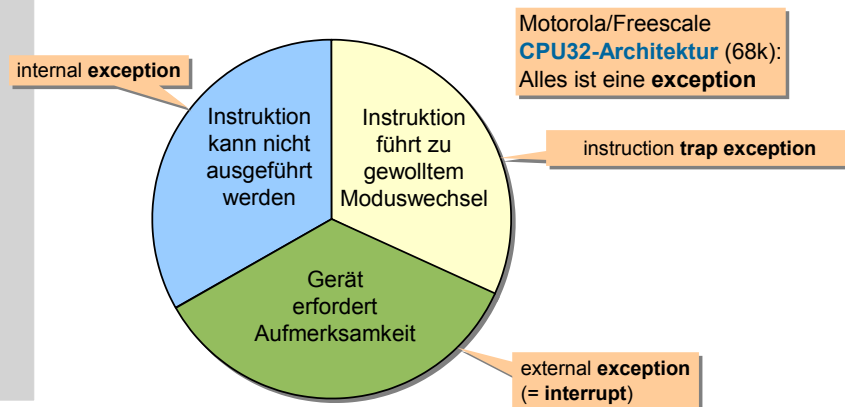 Motorola/Freescale
CPU32-Architektur (68k):
Alles ist eine exception
internal exception
Instruktion
kann nicht
ausgeführt
werden
Instruktion
führt zu
gewolltem
Moduswechsel
instruction trap exception
Gerät
erfordert
Aufmerksamkeit
external exception
(= interrupt)